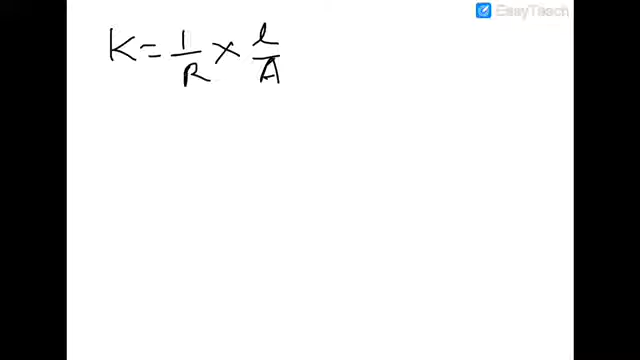 EasyTeach
K = 1/R × l/A